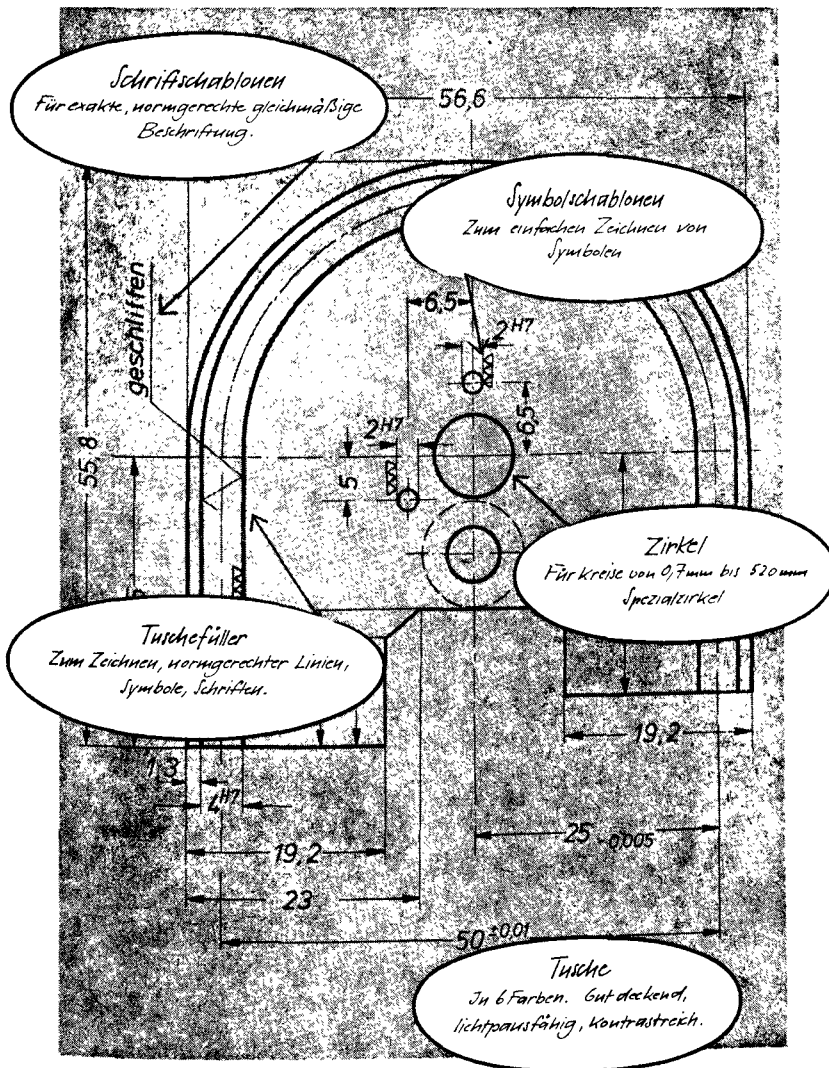 Schriftschablonen
Für exakte, normgerechte gleichmäßige
Beschriftung.
56,6
Symbolschablonen
Zum einfachen Zeichnen von
Symbolen
geschliffen
6,5
2H7
6,5
2H7
5
55,8
Zirkel
Für Kreise von 0,7mm bis 520mm
Spezialzirkel
Tuschefüller
Zum Zeichnen, normgerechter Linien,
Symbole, Schriften.
19,2
1,3
4H7
25 -0,005
19,2
23
50 ±0,01
Tusche
In 6 Farben. Gut deckend,
lichtpausfähig, kontrastreich.